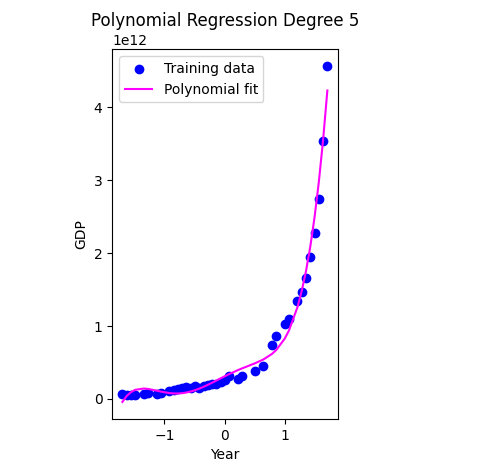 Polynomial Regression Degree 5
1e12
Training data
Polynomial fit
4
3
2
1
0
GDP
−1
0
1
Year